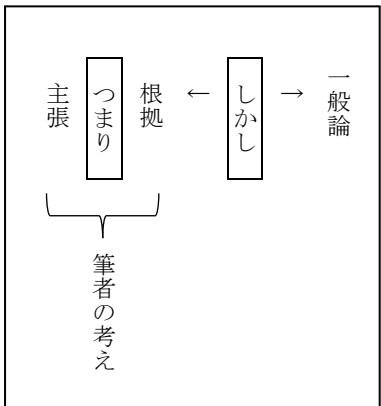 一般論
→
しかし
←
根拠
つまり
主張
筆者の考え